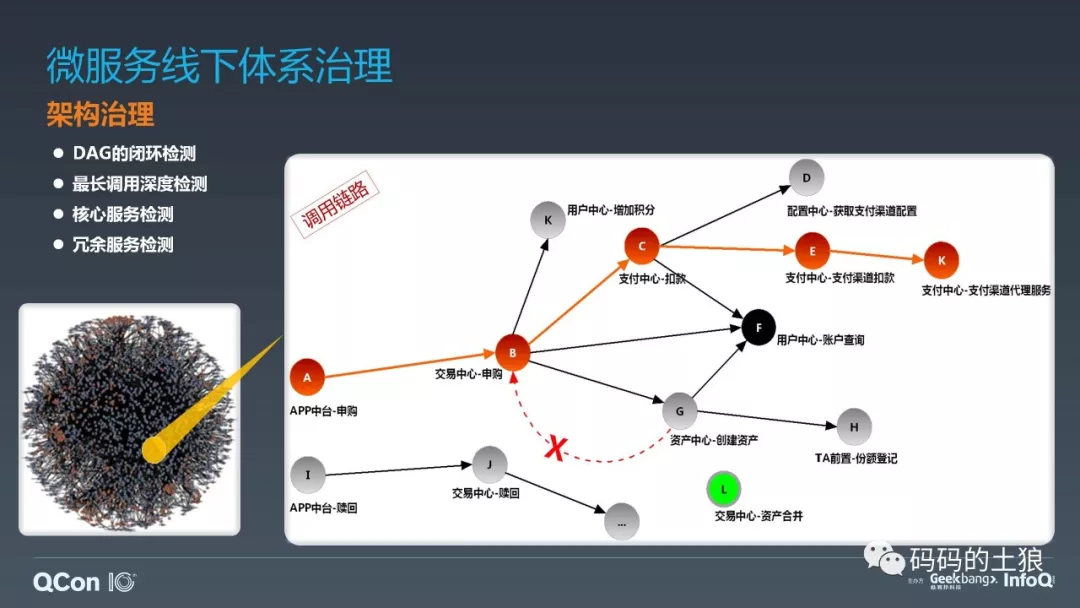 微服务线下体系治理
架构治理
DAG的闭环检测
最长调用深度检测
核心服务检测
冗余服务检测
调用链路
D
配置中心-获取支付渠道配置
K
用户中心-增加积分
C
支付中心-扣款
E
支付中心-支付渠道扣款
K
支付中心-支付渠道代理服务
F
用户中心-账户查询
B
交易中心-申购
A
APP中台-申购
G
资产中心-创建资产
X
H
TA前置-份额登记
I
APP中台-赎回
J
交易中心-赎回
L
交易中心-资产合并
...
QCon 10+
码码的土狼
主办方 Geekbang>. InfoQ
极客邦科技